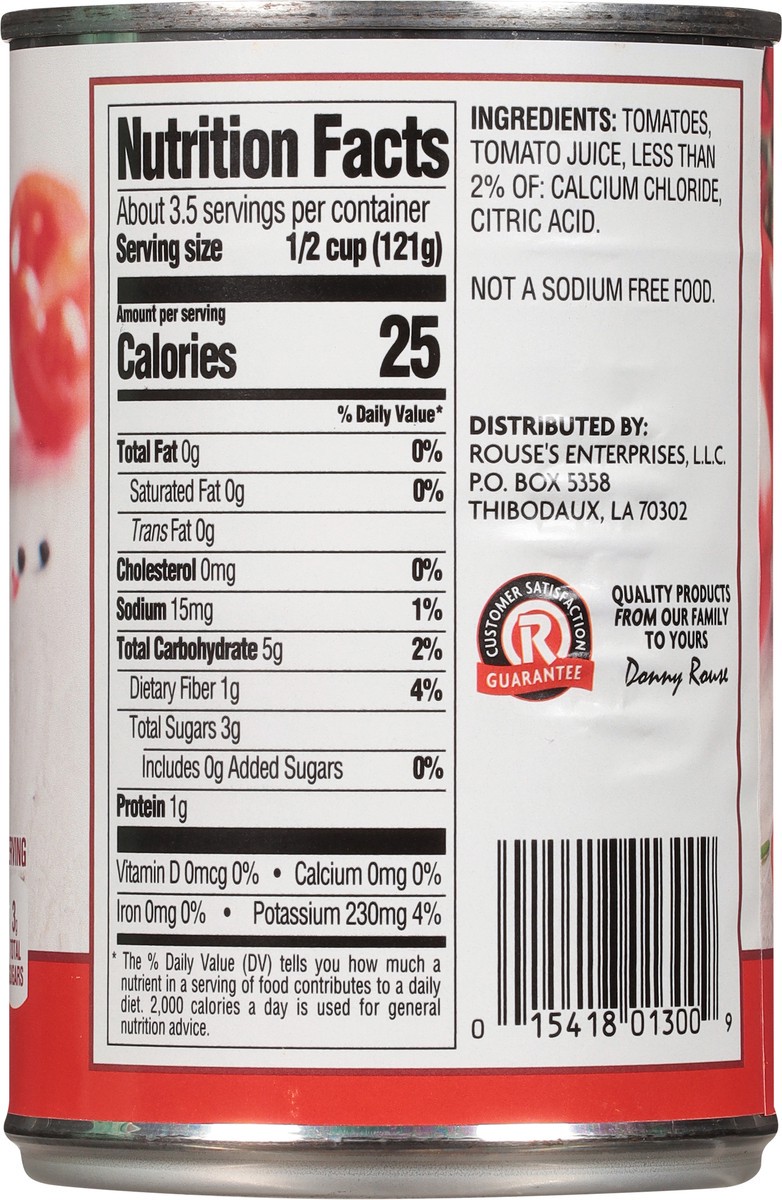 Nutrition Facts
About 3.5 servings per container
Serving size 1/2 cup (121g)
Amount per serving
Calories 25
% Daily Value*
Total Fat 0g 0%
Saturated Fat 0g 0%
Trans Fat 0g
Cholesterol 0mg 0%
Sodium 15mg 1%
Total Carbohydrate 5g 2%
Dietary Fiber 1g 4%
Total Sugars 3g
Includes 0g Added Sugars 0%
Protein 1g
Vitamin D 0mcg 0% • Calcium 0mg 0%
Iron 0mg 0% • Potassium 230mg 4%
* The % Daily Value (DV) tells you how much a
nutrient in a serving of food contributes to a daily
diet. 2,000 calories a day is used for general
nutrition advice.
INGREDIENTS: TOMATOES,
TOMATO JUICE, LESS THAN
2% OF: CALCIUM CHLORIDE,
CITRIC ACID.
NOT A SODIUM FREE FOOD.
DISTRIBUTED BY:
ROUSE'S ENTERPRISES, L.L.C.
P.O. BOX 5358
THIBODAUX, LA 70302
CUSTOMER SATISFACTION
R
GUARANTEE
QUALITY PRODUCTS
FROM OUR FAMILY
TO YOURS
Donny Rouse
0 15418 01300 9
3g